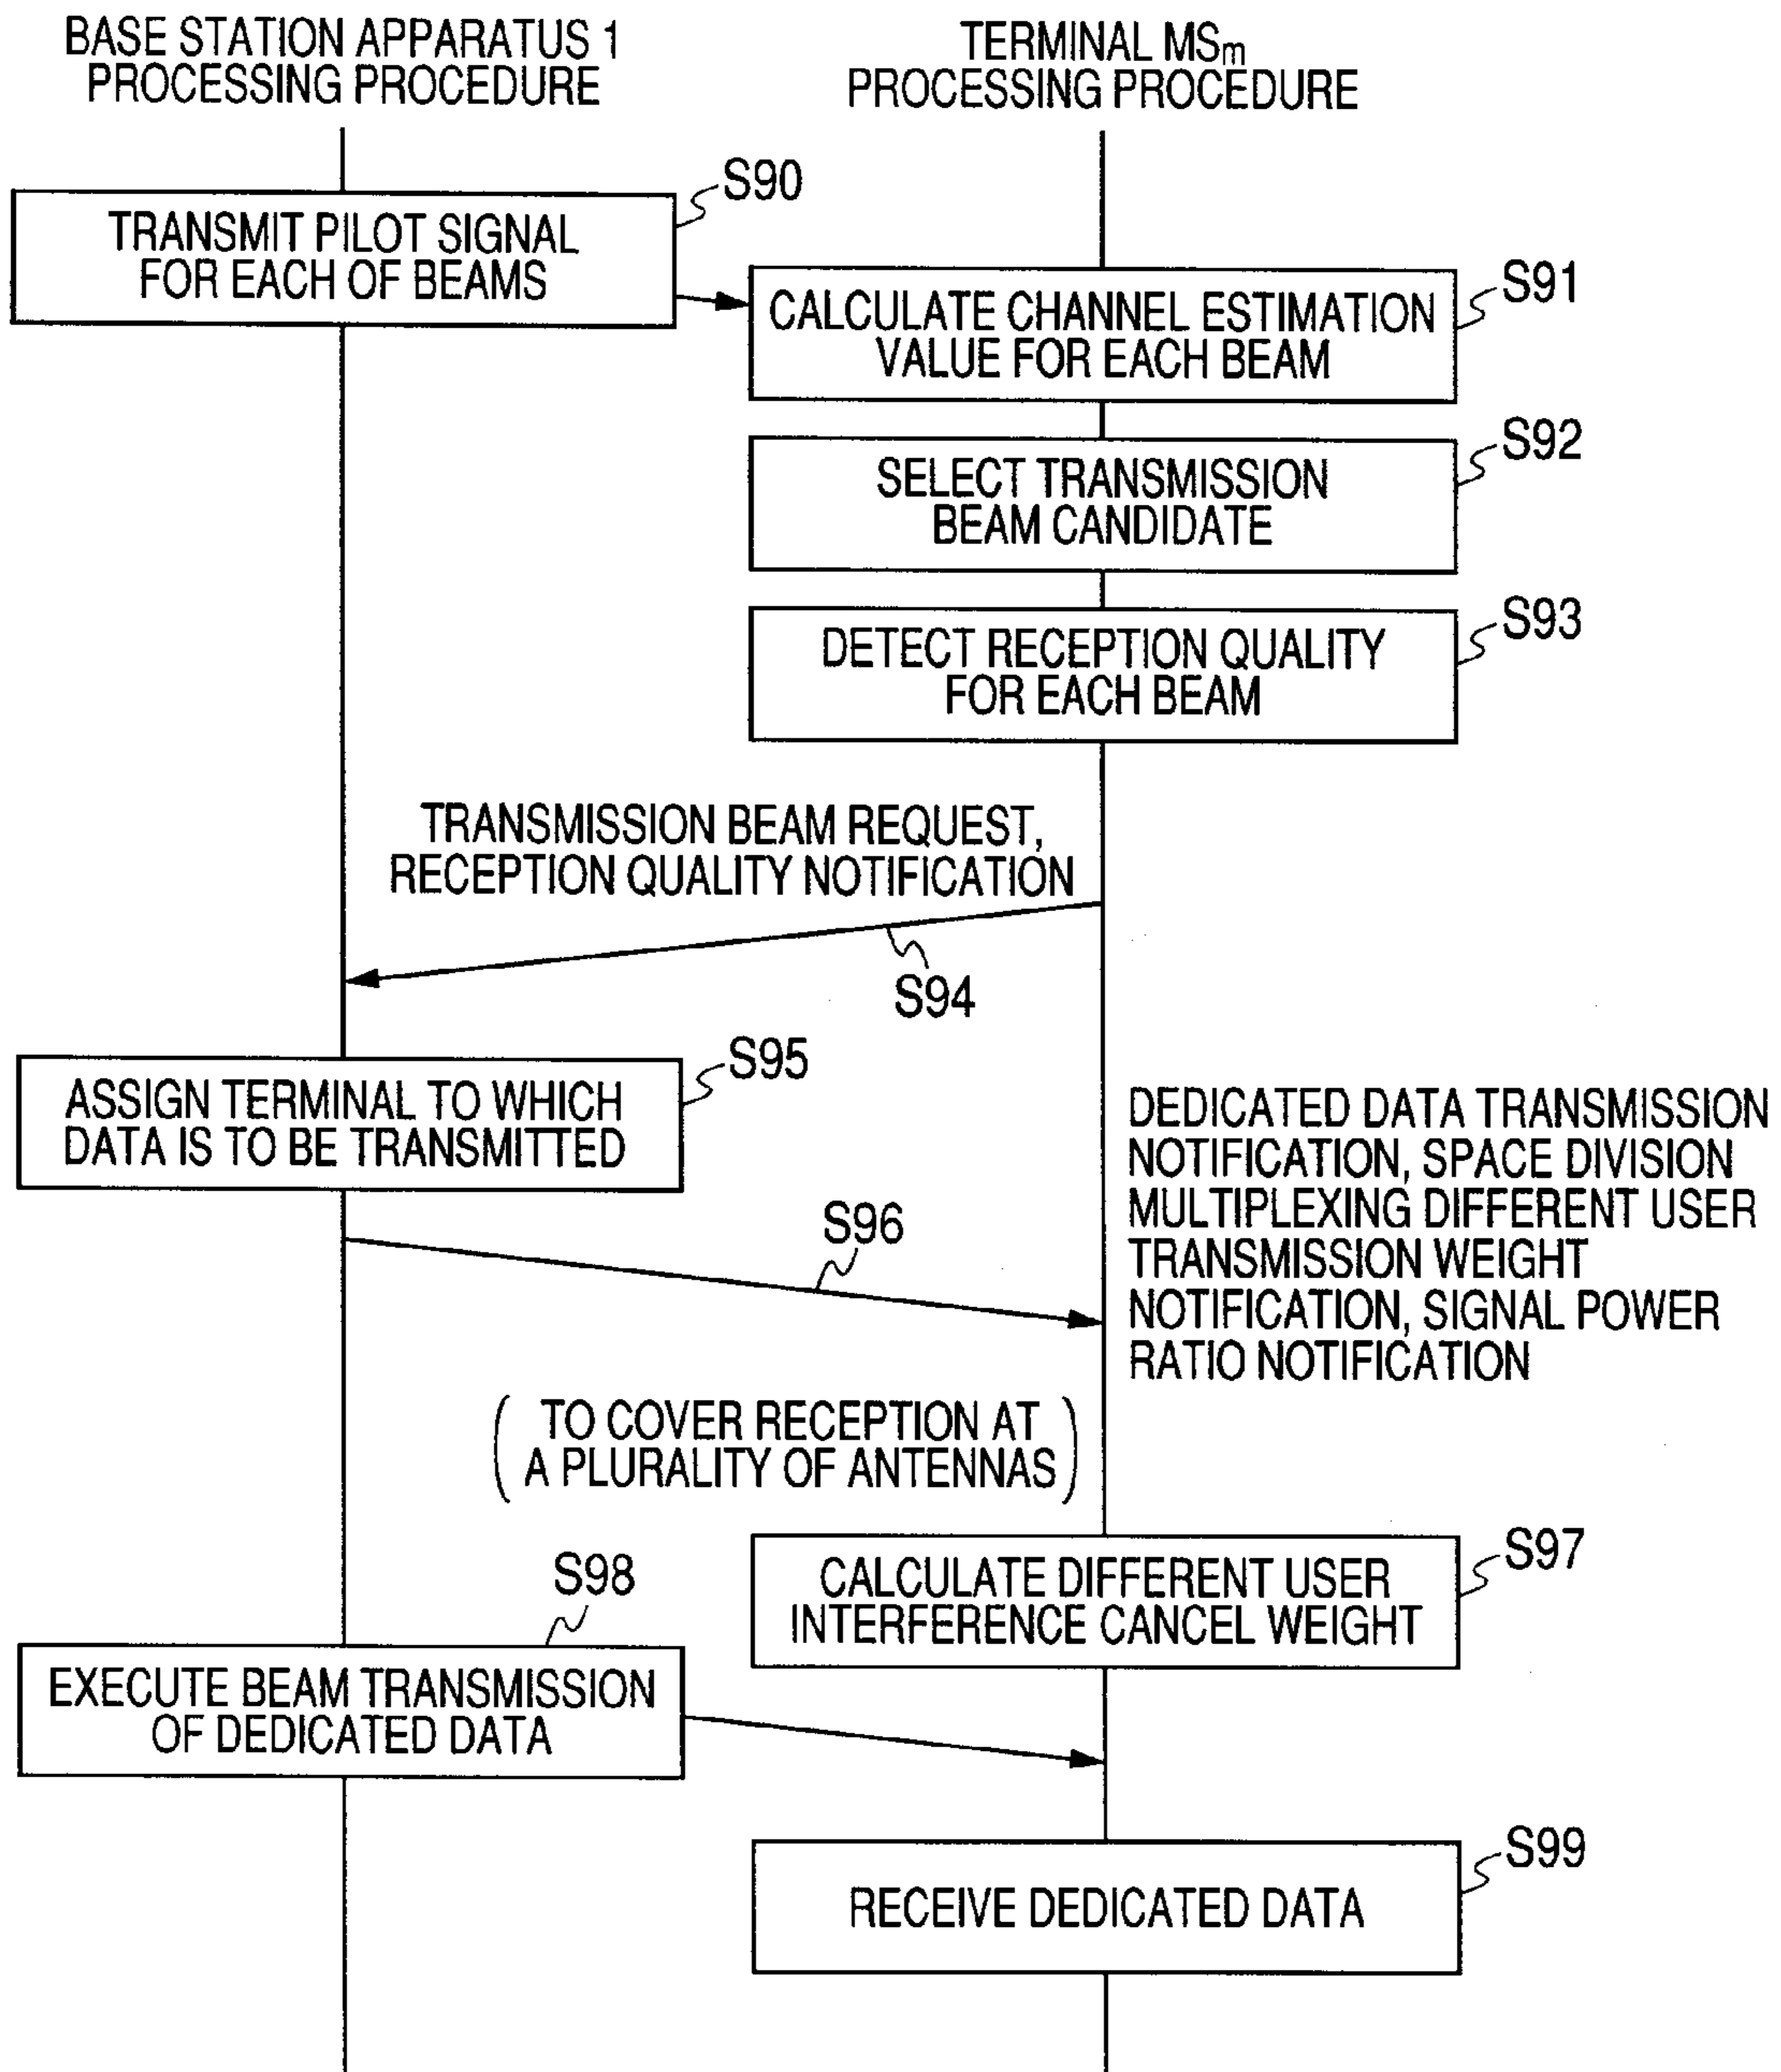 BASE STATION APPARATUS 1
PROCESSING PROCEDURE
TERMINAL MSm
PROCESSING PROCEDURE
S90
TRANSMIT PILOT SIGNAL
FOR EACH OF BEAMS
S91
CALCULATE CHANNEL ESTIMATION
VALUE FOR EACH BEAM
S92
SELECT TRANSMISSION
BEAM CANDIDATE
S93
DETECT RECEPTION QUALITY
FOR EACH BEAM
TRANSMISSION BEAM REQUEST,
RECEPTION QUALITY NOTIFICATION
S94
S95
ASSIGN TERMINAL TO WHICH
DATA IS TO BE TRANSMITTED
S96
DEDICATED DATA TRANSMISSION
NOTIFICATION, SPACE DIVISION
MULTIPLEXING DIFFERENT USER
TRANSMISSION WEIGHT
NOTIFICATION, SIGNAL POWER
RATIO NOTIFICATION
( TO COVER RECEPTION AT
A PLURALITY OF ANTENNAS )
S97
CALCULATE DIFFERENT USER
INTERFERENCE CANCEL WEIGHT
S98
EXECUTE BEAM TRANSMISSION
OF DEDICATED DATA
S99
RECEIVE DEDICATED DATA